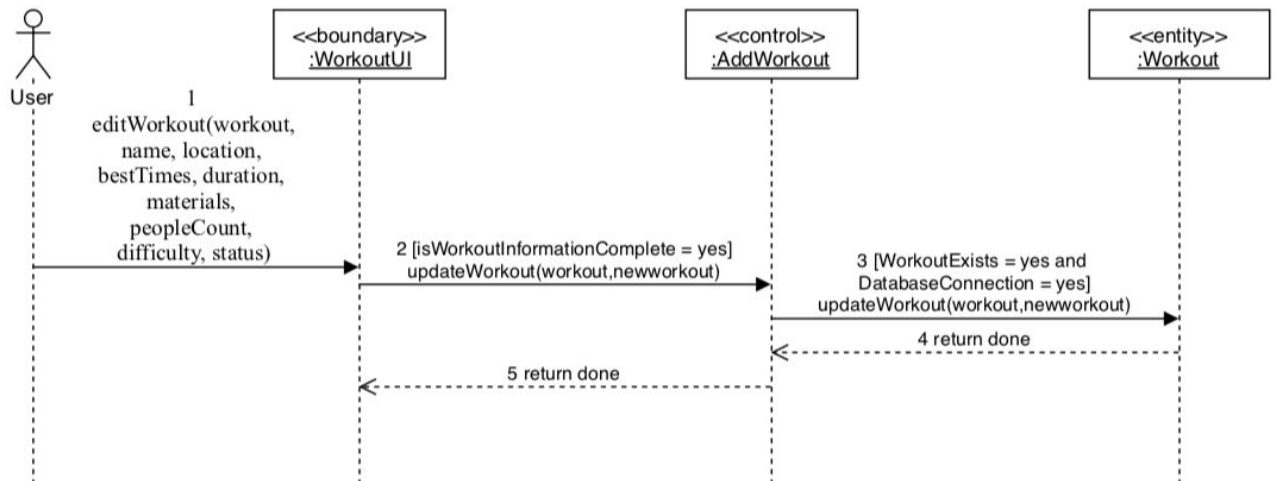 <<boundary>>
:WorkoutUI
<<control>>
:AddWorkout
<<entity>>
:Workout
User
1
editWorkout(workout,
name, location,
bestTimes, duration,
materials,
peopleCount,
difficulty, status)
2 [isWorkoutInformationComplete = yes]
updateWorkout(workout,newworkout)
3 [WorkoutExists = yes and
DatabaseConnection = yes]
updateWorkout(workout,newworkout)
4 return done
5 return done